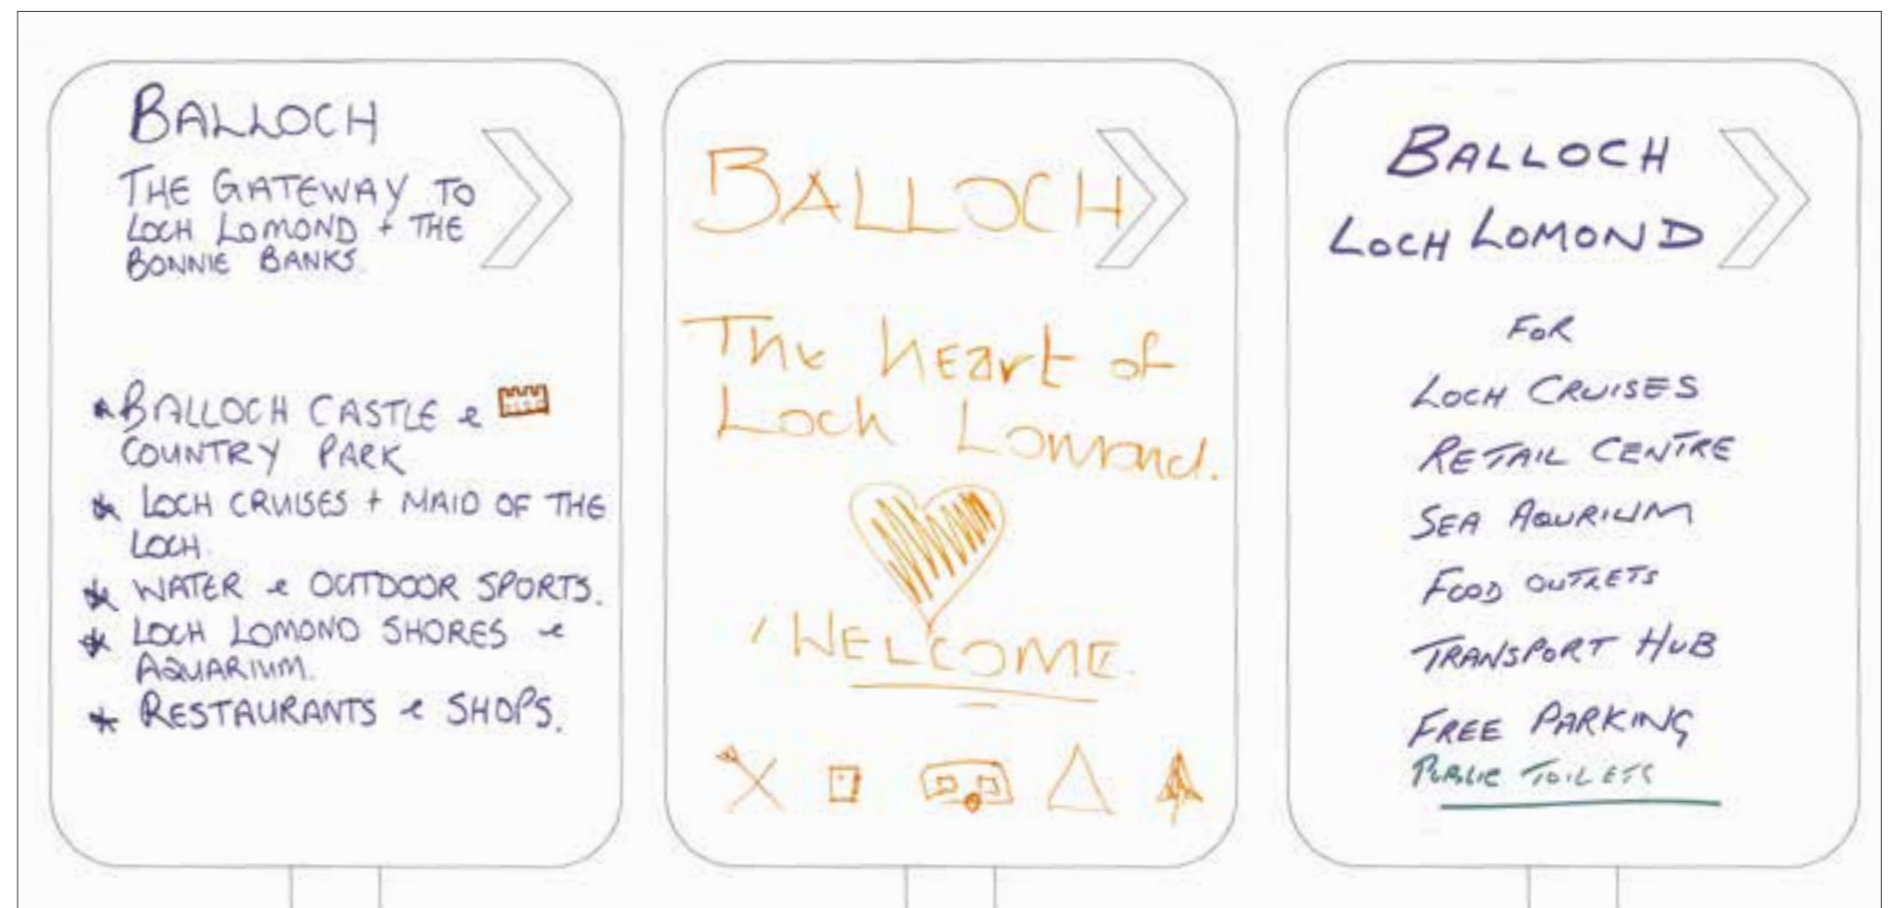 BALLOCH
THE GATEWAY TO
LOCH LOMOND + THE
BONNIE BANKS.
* BALLOCH CASTLE &
COUNTRY PARK
* LOCH CRUISES + MAID OF THE
LOCH.
* WATER & OUTDOOR SPORTS.
* LOCH LOMOND SHORES &
AQUARIUM.
* RESTAURANTS & SHOPS.
BALLOCH
The heart of
Loch Lomond.
WELCOME.
BALLOCH
LOCH LOMOND
FOR
LOCH CRUISES
RETAIL CENTRE
SEA AQURIUM
FOOD OUTLETS
TRANSPORT HUB
FREE PARKING
PUBLIC TOILETS